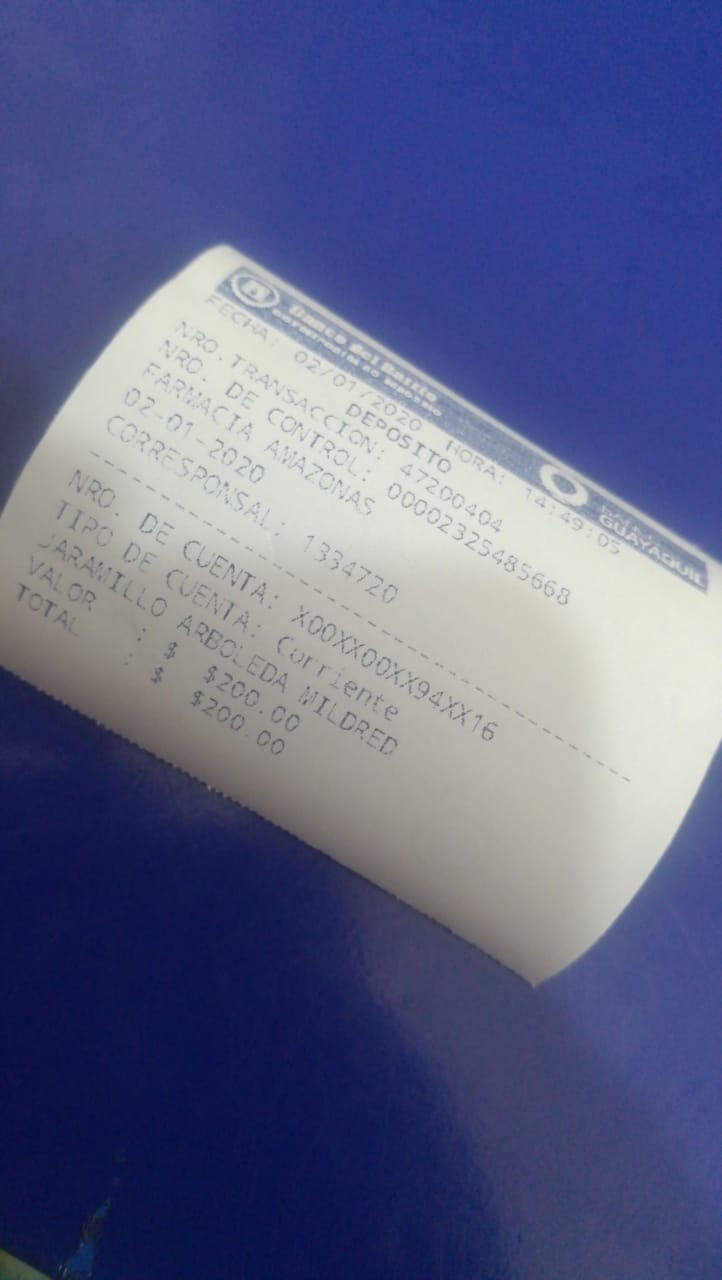 Banco del Barrio
BANCO GUAYAQUIL
FECHA: 02/01/2020 HORA: 14:49:05
DEPOSITO
NRO.TRANSACCION: 47200404
NRO. DE CONTROL: 00002325485668
FARMACIA AMAZONAS
02-01-2020
CORRESPONSAL: 1334720
NRO. DE CUENTA: X00XX00XX94XX16
TIPO DE CUENTA: Corriente
JARAMILLO ARBOLEDA MILDRED
VALOR : $ $200.00
TOTAL : $ $200.00